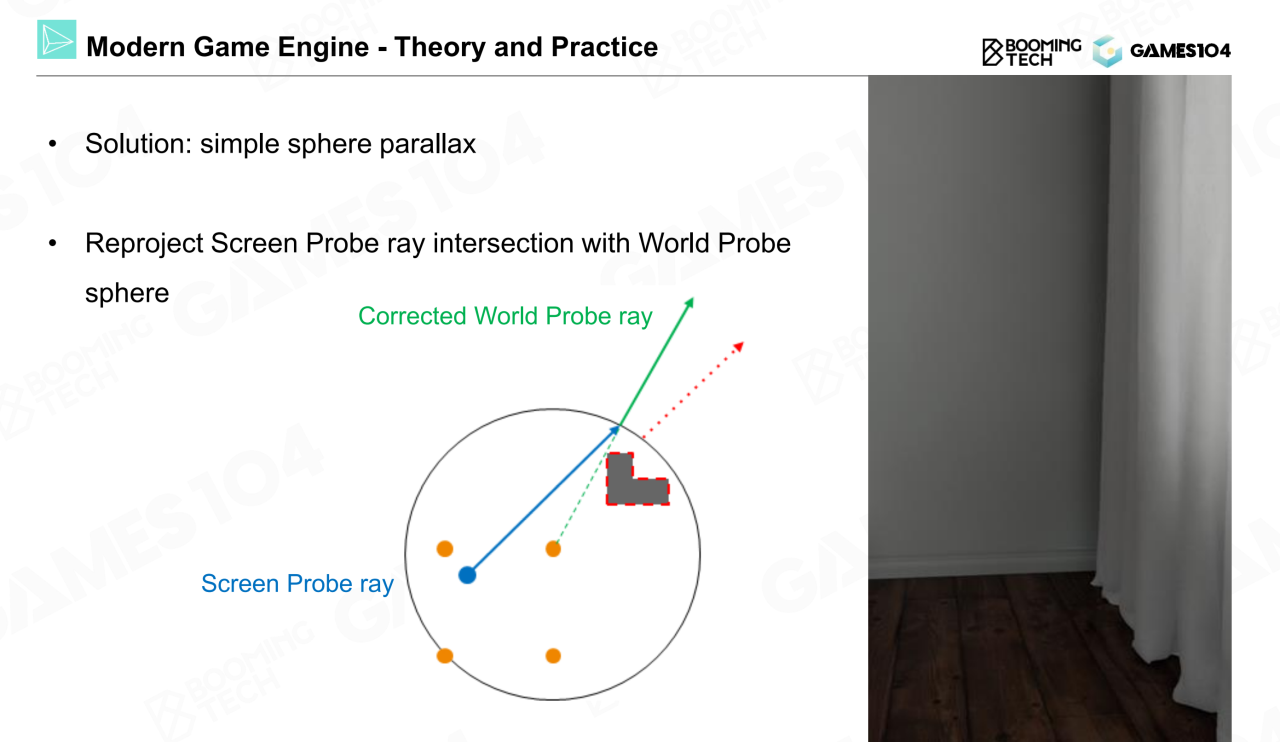 Modern Game Engine - Theory and Practice
BOOMING
TECH
GAMES104
• Solution: simple sphere parallax
• Reproject Screen Probe ray intersection with World Probe
sphere
Corrected World Probe ray
Screen Probe ray